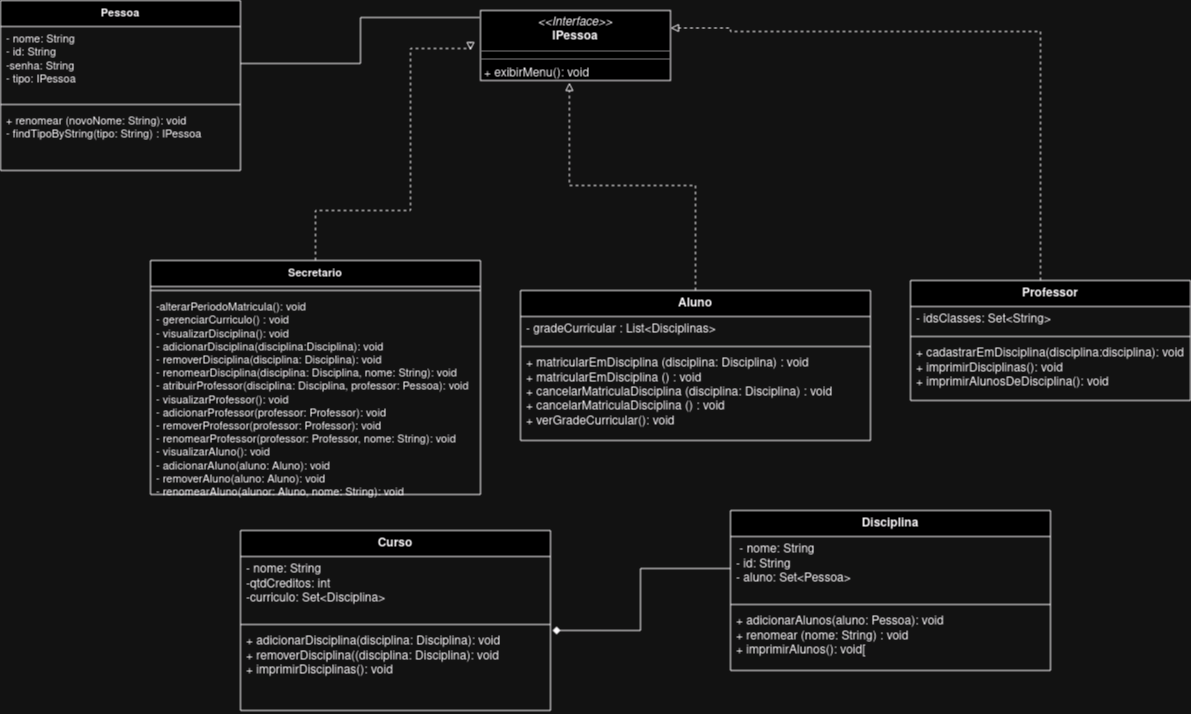 Pessoa
- nome: String
- id: String
-senha: String
- tipo: IPessoa
+ renomear (novoNome: String): void
- findTipoByString(tipo: String) : IPessoa
<<Interface>>
IPessoa
+ exibirMenu(): void
Secretario
-alterarPeriodoMatricula(): void
- gerenciarCurriculo() : void
- visualizarDisciplina(): void
- adicionarDisciplina(disciplina:Disciplina): void
- removerDisciplina(disciplina: Disciplina): void
- renomearDisciplina(disciplina: Disciplina, nome: String): void
- atribuirProfessor(disciplina: Disciplina, professor: Pessoa): void
- visualizarProfessor(): void
- adicionarProfessor(professor: Professor): void
- removerProfessor(professor: Professor): void
- renomearProfessor(professor: Professor, nome: String): void
- visualizarAluno(): void
- adicionarAluno(aluno: Aluno): void
- removerAluno(aluno: Aluno): void
- renomearAluno(alunor: Aluno, nome: String): void
Aluno
- gradeCurricular : List<Disciplinas>
+ matricularEmDisciplina (disciplina: Disciplina) : void
+ matricularEmDisciplina () : void
+ cancelarMatriculaDisciplina (disciplina: Disciplina) : void
+ cancelarMatriculaDisciplina () : void
+ verGradeCurricular(): void
Professor
- idsClasses: Set<String>
+ cadastrarEmDisciplina(disciplina:disciplina): void
+ imprimirDisciplinas(): void
+ imprimirAlunosDeDisciplina(): void
Curso
- nome: String
-qtdCreditos: int
-curriculo: Set<Disciplina>
+ adicionarDisciplina(disciplina: Disciplina): void
+ removerDisciplina((disciplina: Disciplina): void
+ imprimirDisciplinas(): void
Disciplina
- nome: String
- id: String
- aluno: Set<Pessoa>
+ adicionarAlunos(aluno: Pessoa): void
+ renomear (nome: String) : void
+ imprimirAlunos(): void[